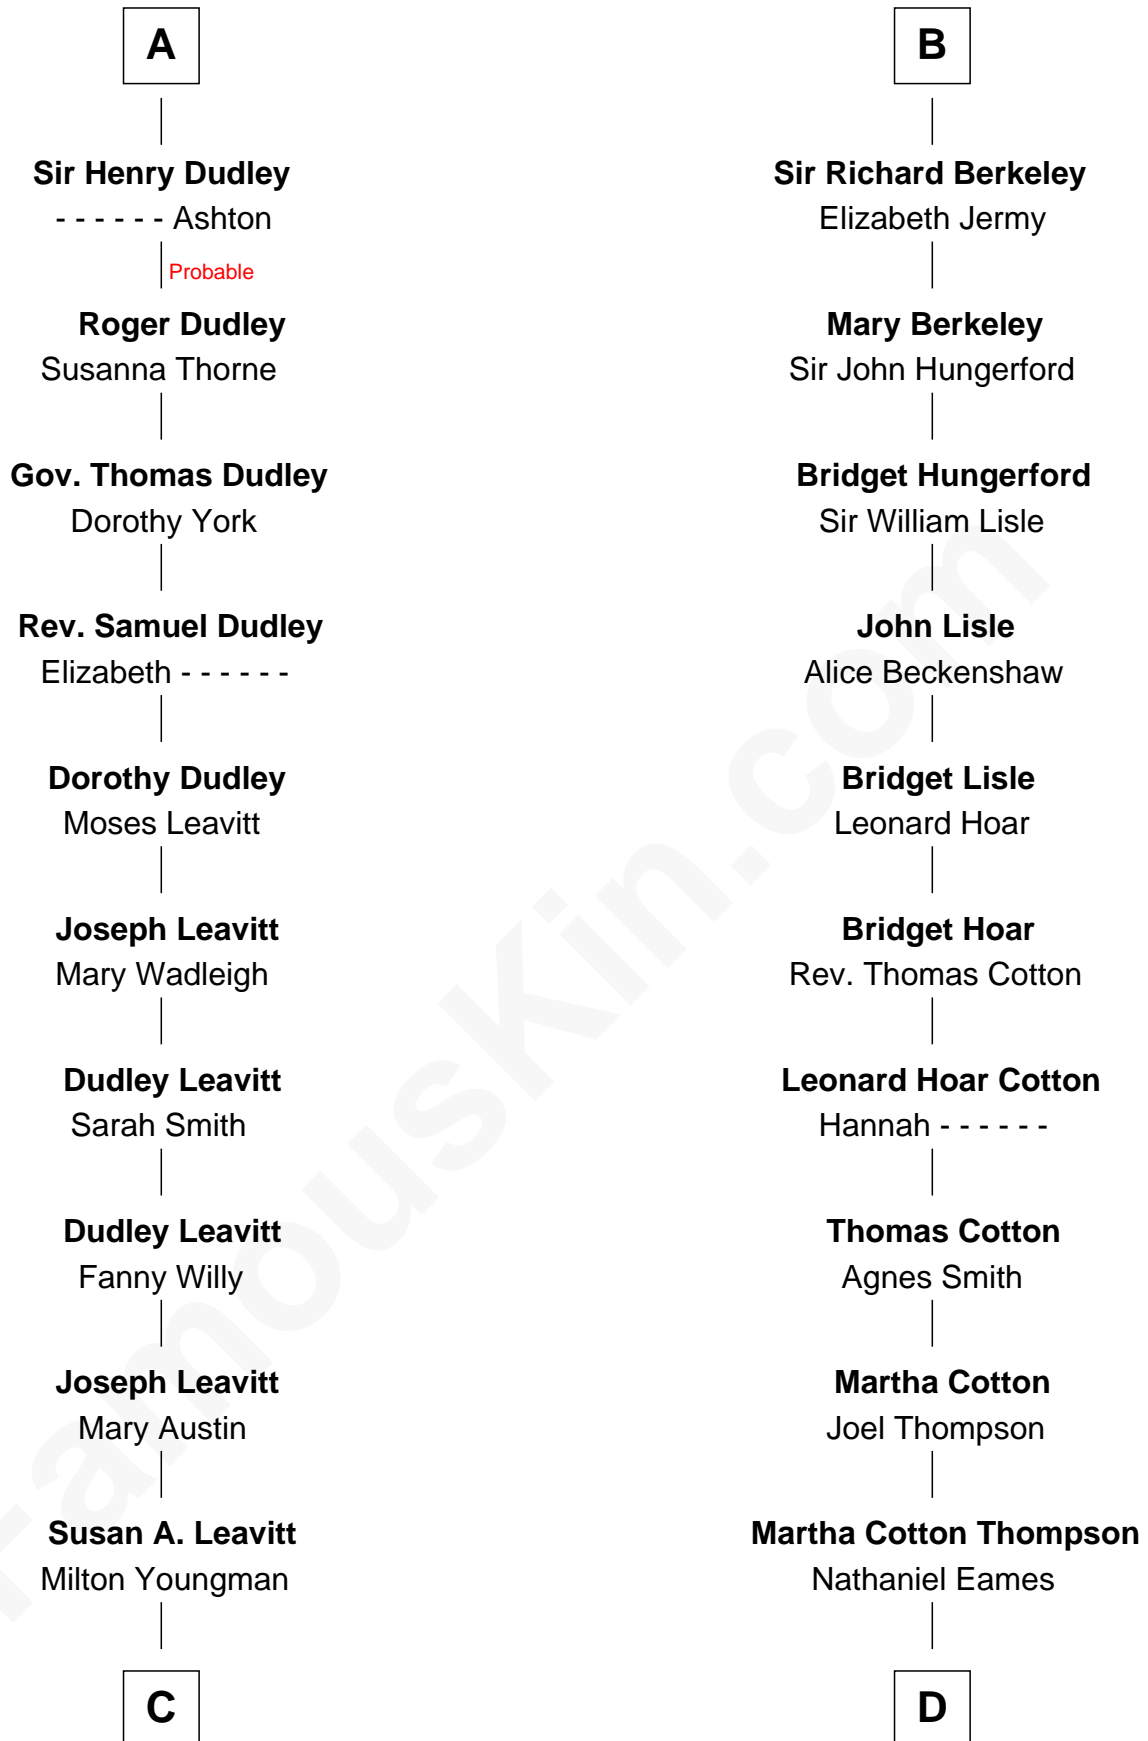 A
Sir Henry Dudley
- - - - - - Ashton
Probable
Roger Dudley
Susanna Thorne
Gov. Thomas Dudley
Dorothy York
Rev. Samuel Dudley
Elizabeth - - - - - -
Dorothy Dudley
Moses Leavitt
Joseph Leavitt
Mary Wadleigh
Dudley Leavitt
Sarah Smith
Dudley Leavitt
Fanny Willy
Joseph Leavitt
Mary Austin
Susan A. Leavitt
Milton Youngman
C
B
Sir Richard Berkeley
Elizabeth Jermy
Mary Berkeley
Sir John Hungerford
Bridget Hungerford
Sir William Lisle
John Lisle
Alice Beckenshaw
Bridget Lisle
Leonard Hoar
Bridget Hoar
Rev. Thomas Cotton
Leonard Hoar Cotton
Hannah - - - - - -
Thomas Cotton
Agnes Smith
Martha Cotton
Joel Thompson
Martha Cotton Thompson
Nathaniel Eames
D
FamousKin.com